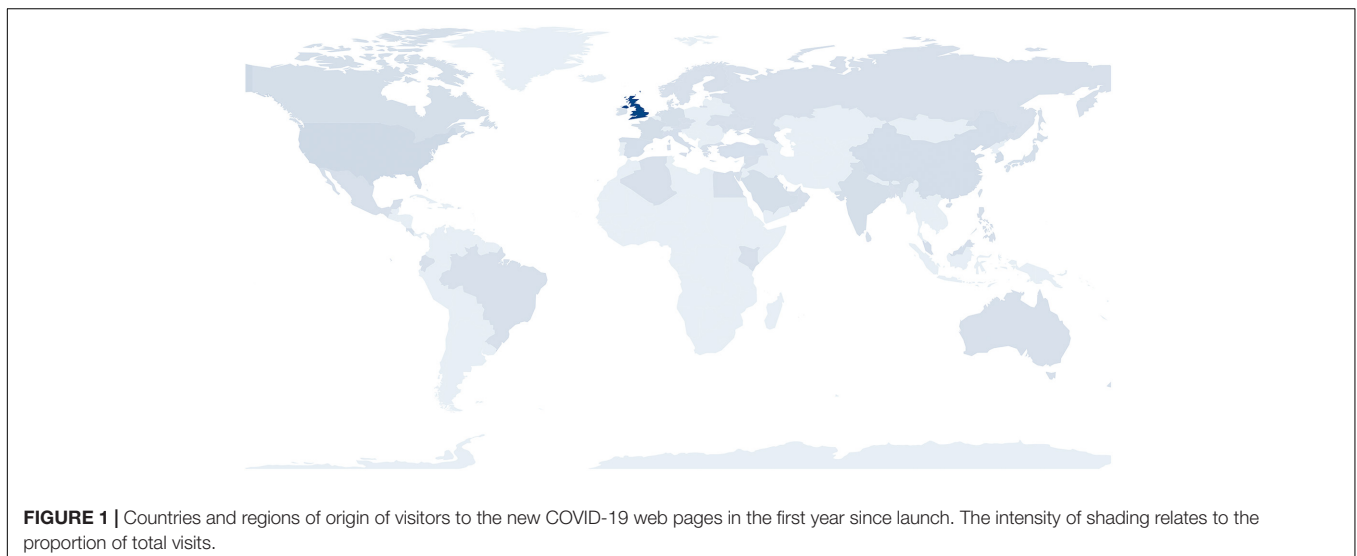 FIGURE 1 | Countries and regions of origin of visitors to the new COVID-19 web pages in the first year since launch. The intensity of shading relates to the
proportion of total visits.